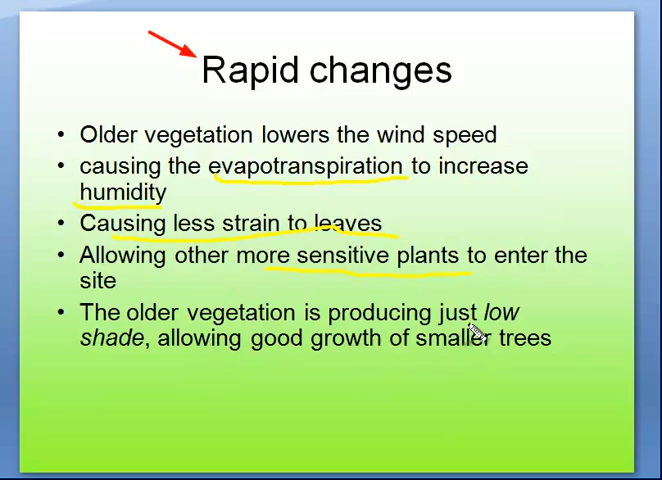 Rapid changes
• Older vegetation lowers the wind speed
• causing the evapotranspiration to increase
humidity
• Causing less strain to leaves
• Allowing other more sensitive plants to enter the
site
• The older vegetation is producing just low
shade, allowing good growth of smaller trees